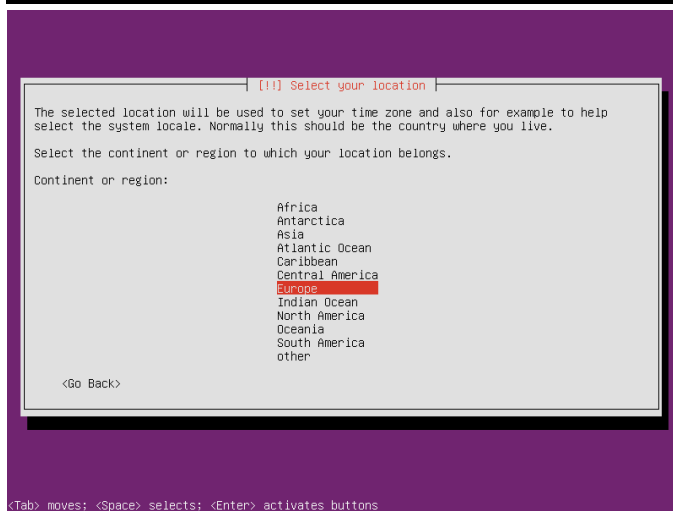 [!!] Select your location
The selected location will be used to set your time zone and also for example to help
select the system locale. Normally this should be the country where you live.
Select the continent or region to which your location belongs.
Continent or region:
Africa
Antarctica
Asia
Atlantic Ocean
Caribbean
Central America
Europe
Indian Ocean
North America
Oceania
South America
other
<Go Back>
<Tab> moves; <Space> selects; <Enter> activates buttons